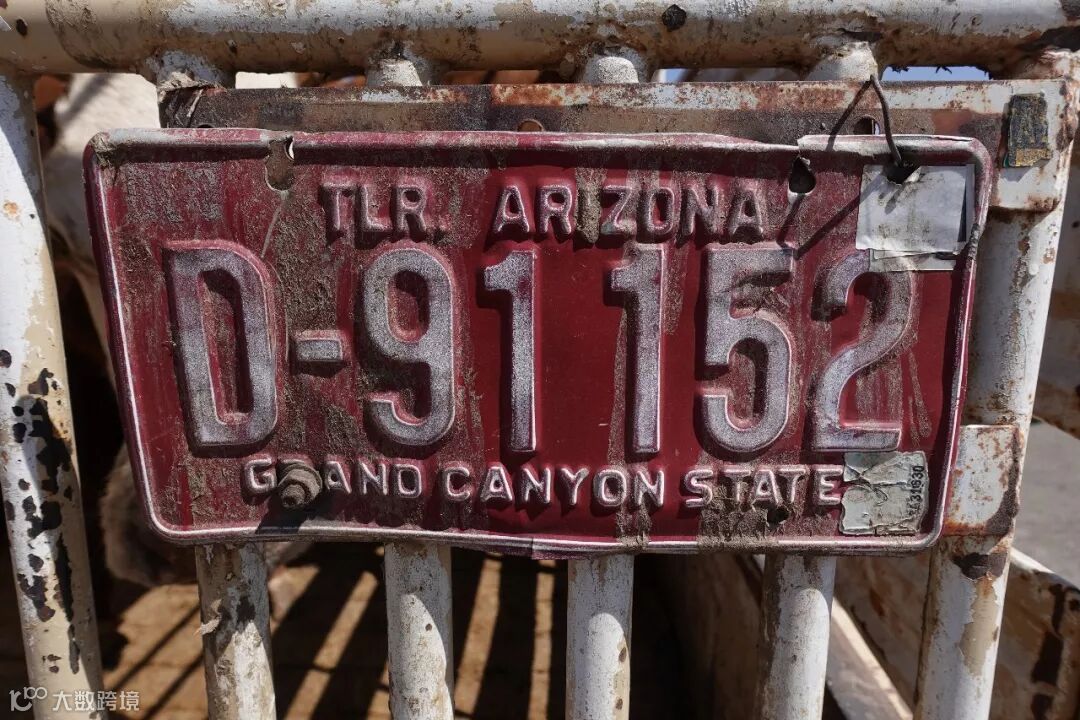 TLR. ARIZONA
D-91152
GRAND CANYON STATE
大数跨境